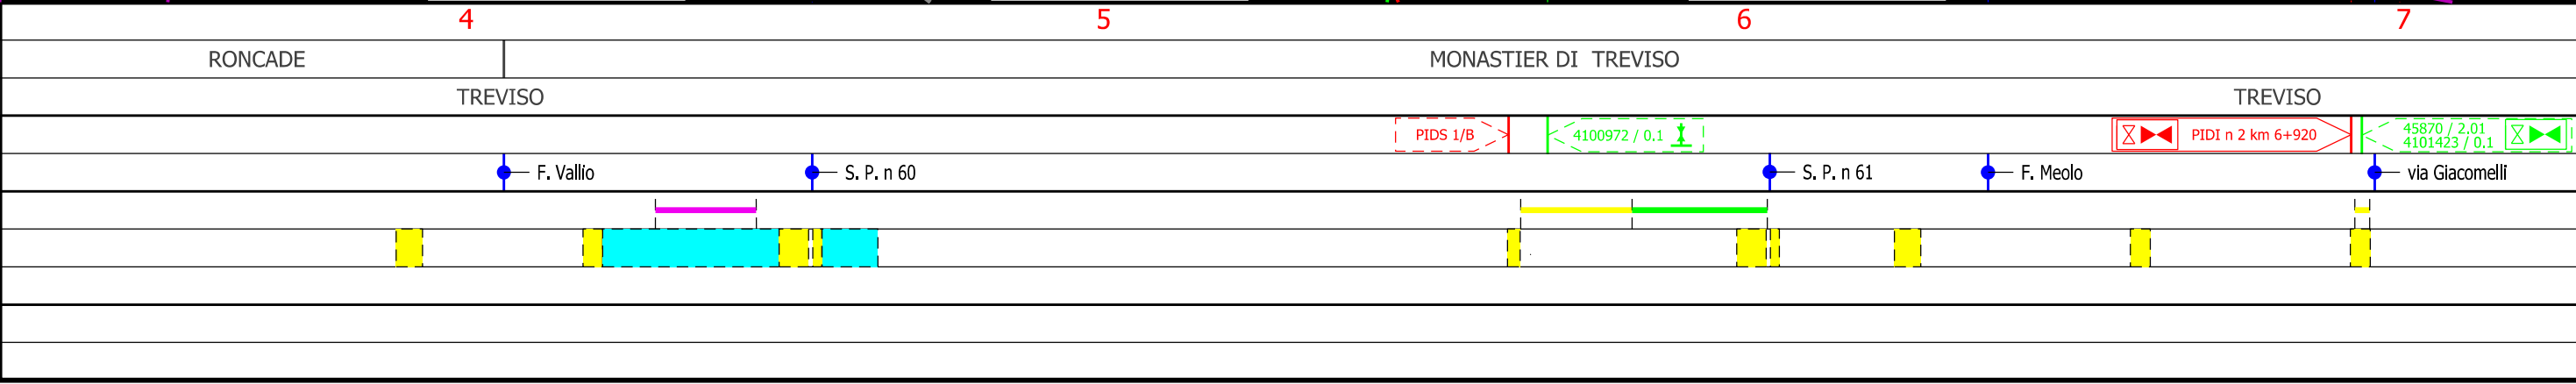 4 5 6 7
RONCADE MONASTIER DI TREVISO
TREVISO TREVISO
PIDS 1/B 4100972 / 0.1 PIDI n 2 km 6+920 45870 / 2.01
4101423 / 0.1
F. Vallio S. P. n 60 S. P. n 61 F. Meolo via Giacomelli